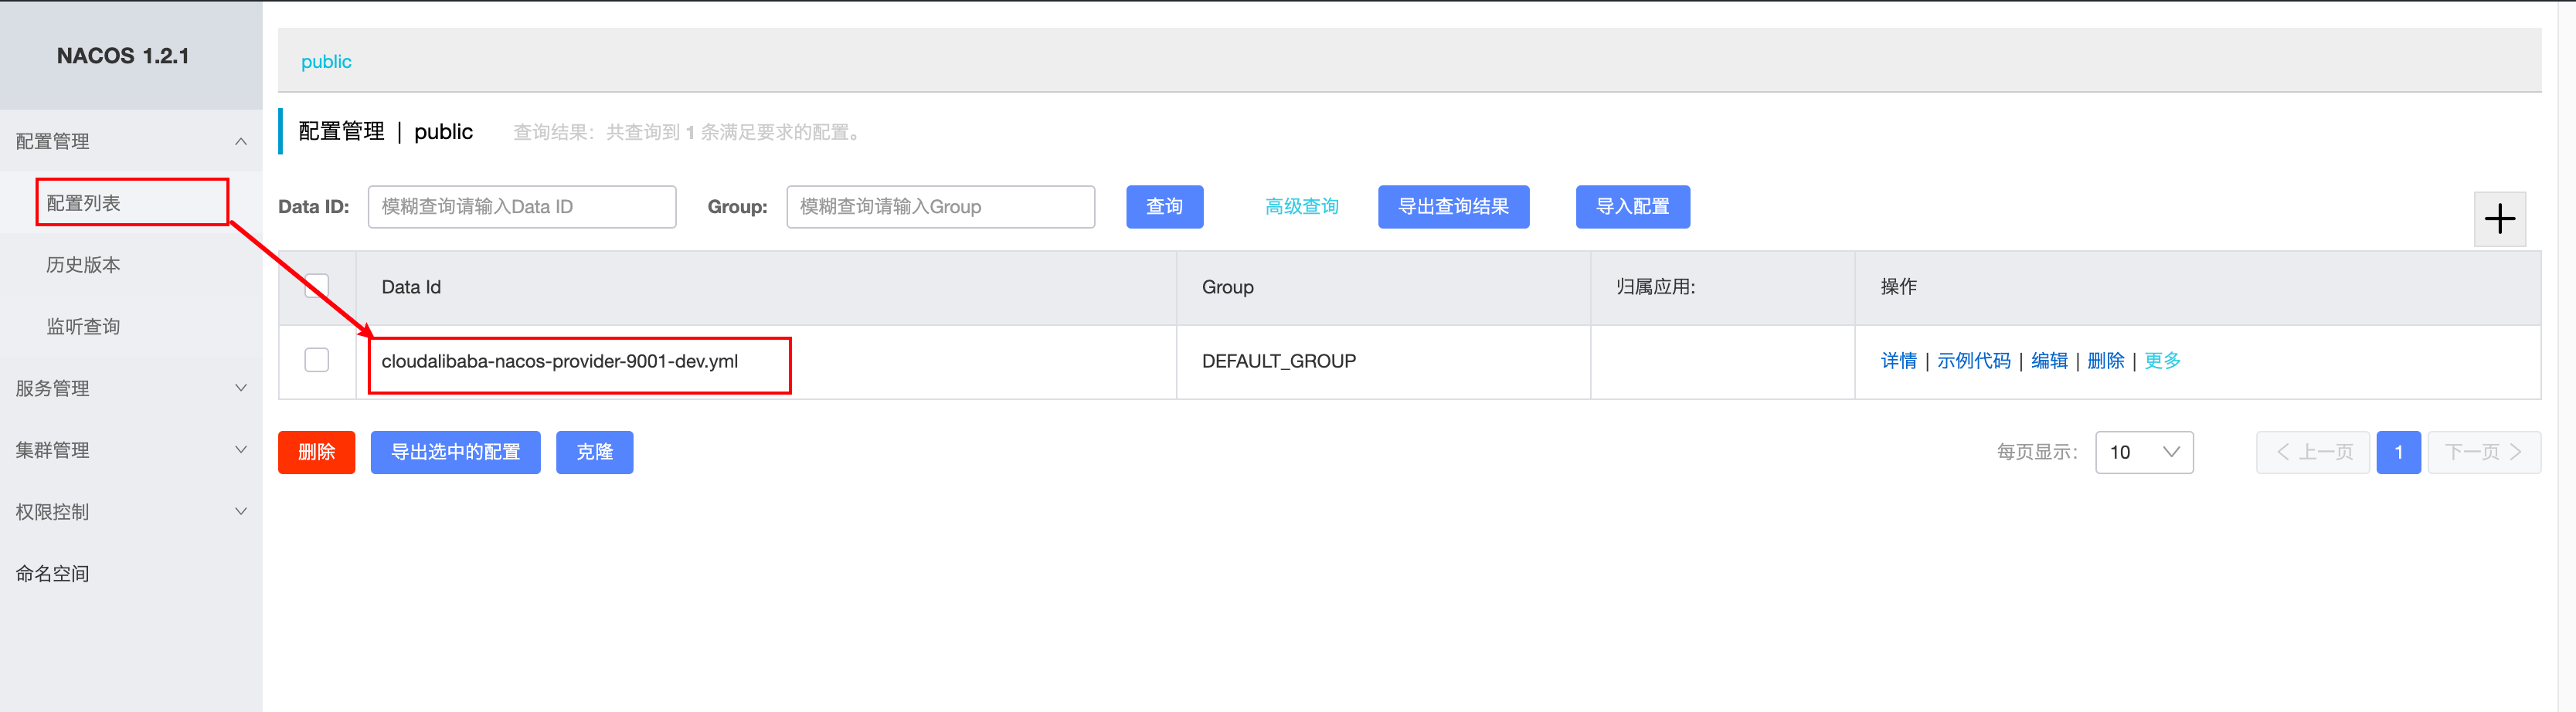 NACOS 1.2.1
配置管理
配置列表
历史版本
监听查询
服务管理
集群管理
权限控制
命名空间
public
配置管理 | public 查询结果：共查询到 1 条满足要求的配置。
Data ID: 模糊查询请输入Data ID Group: 模糊查询请输入Group 查询 高级查询 导出查询结果 导入配置
Data Id Group 归属应用: 操作
cloudalibaba-nacos-provider-9001-dev.yml DEFAULT_GROUP 详情 | 示例代码 | 编辑 | 删除 | 更多
删除 导出选中的配置 克隆 每页显示: 10 上一页 1 下一页